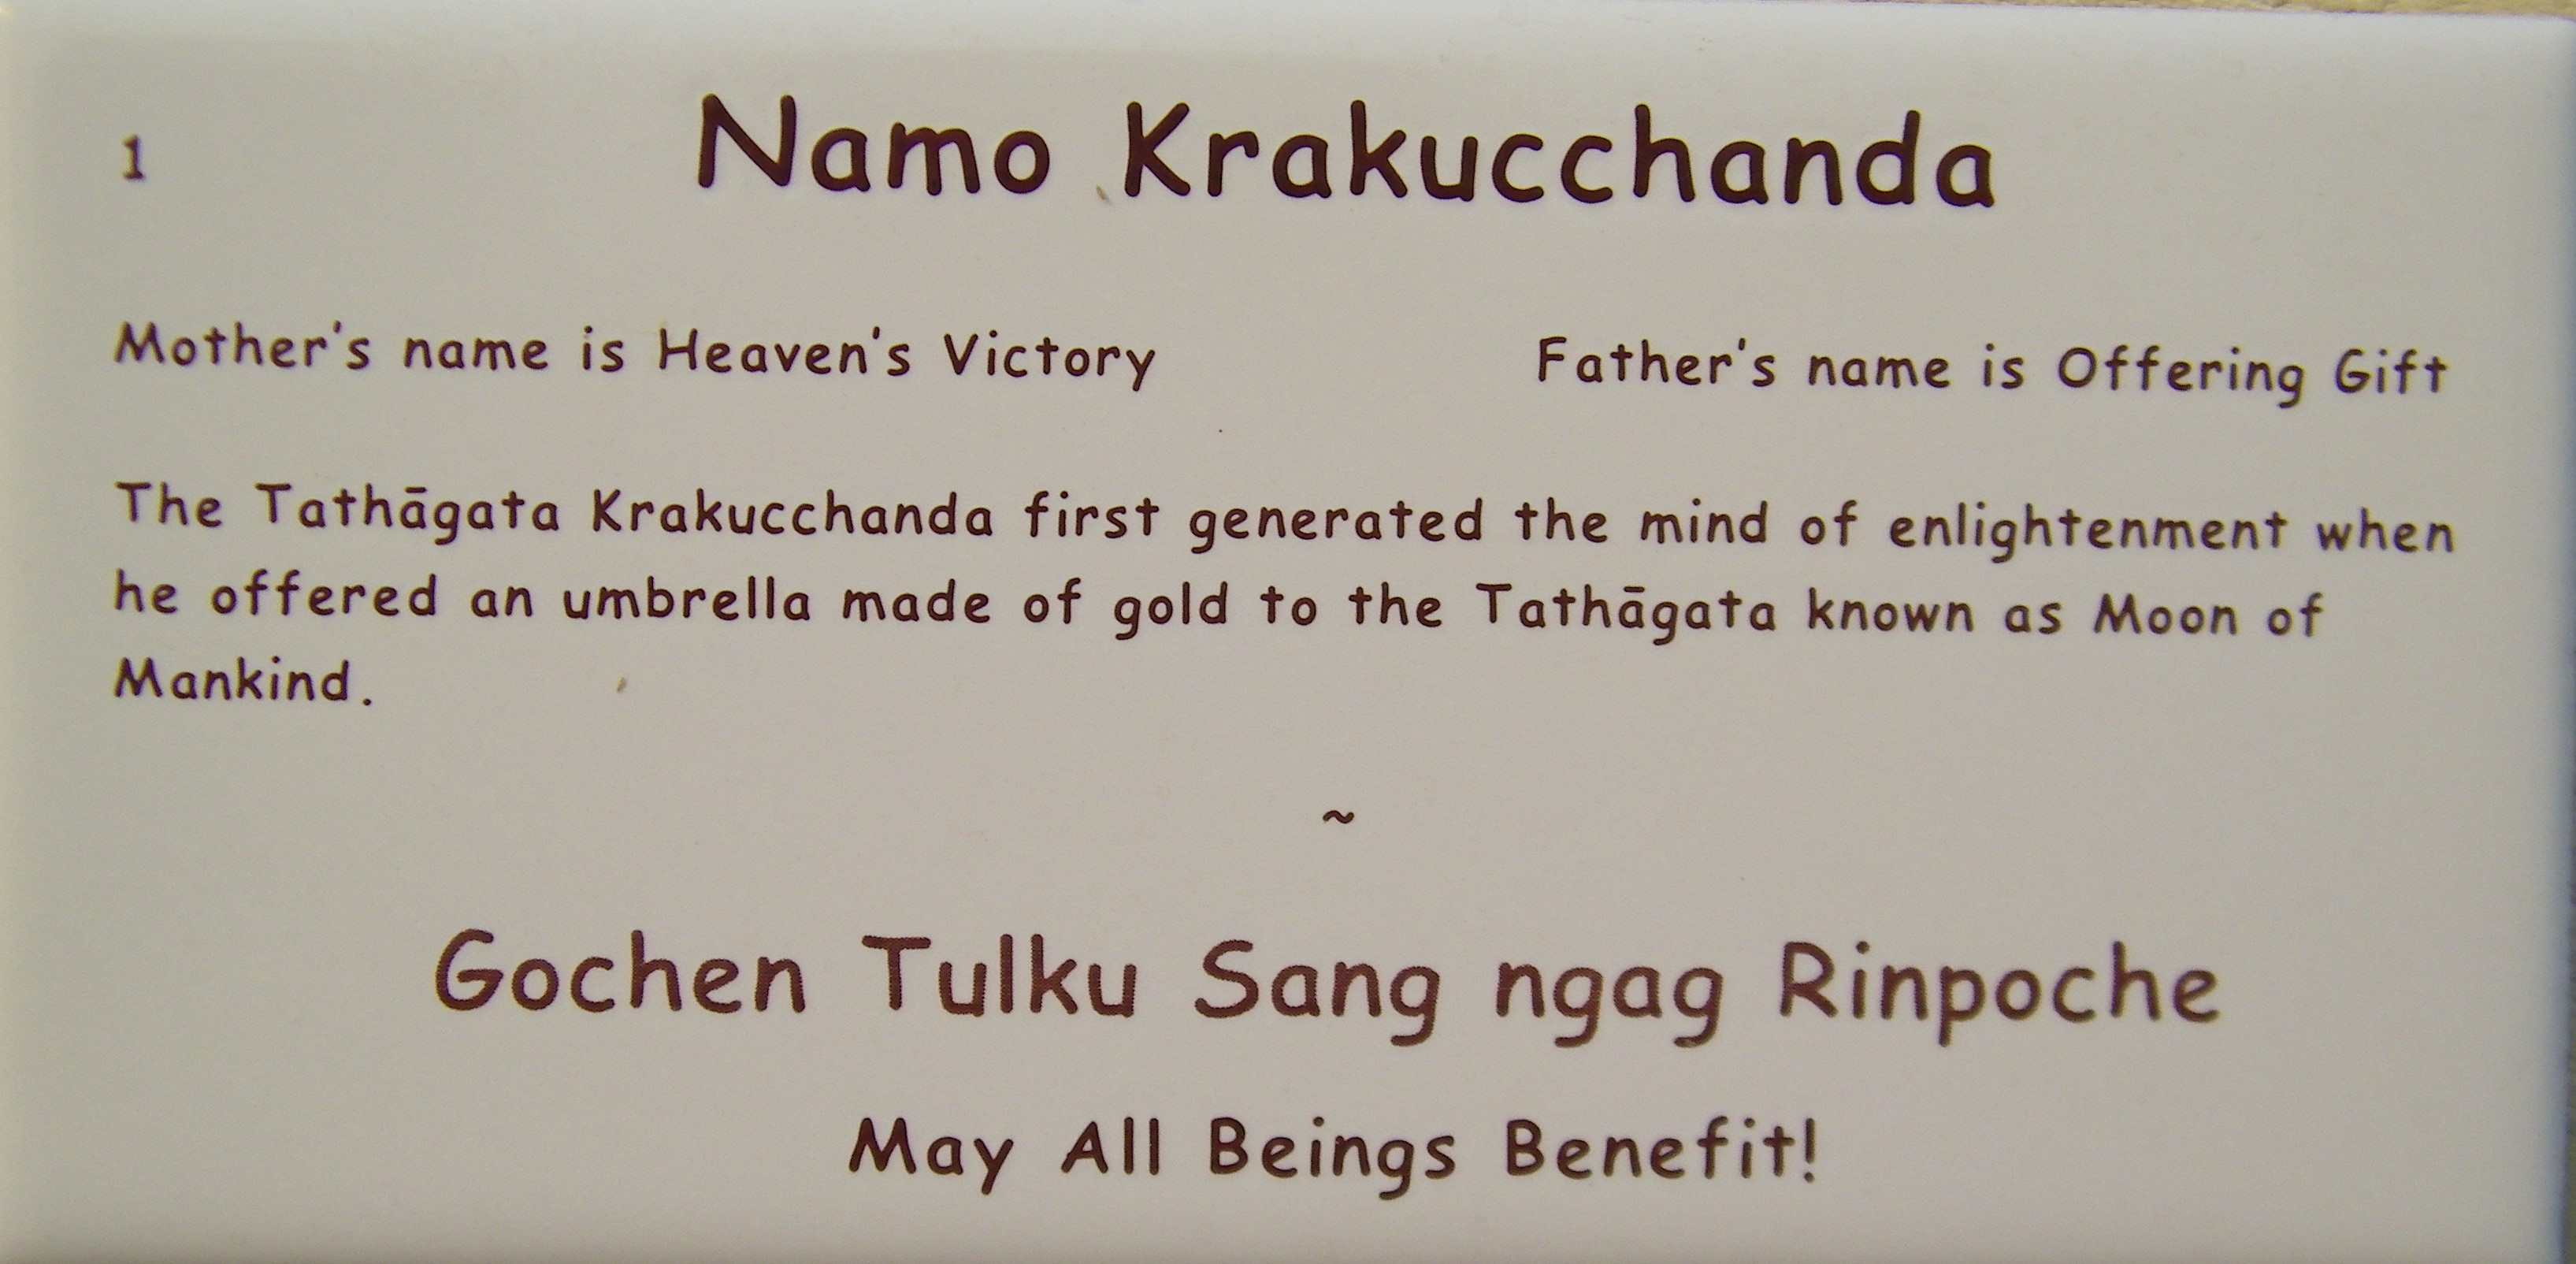 1 Namo Krakucchanda
Mother's name is Heaven's Victory Father's name is Offering Gift
The Tathāgata Krakucchanda first generated the mind of enlightenment when
he offered an umbrella made of gold to the Tathāgata known as Moon of
Mankind.
~
Gochen Tulku Sang ngag Rinpoche
May All Beings Benefit!